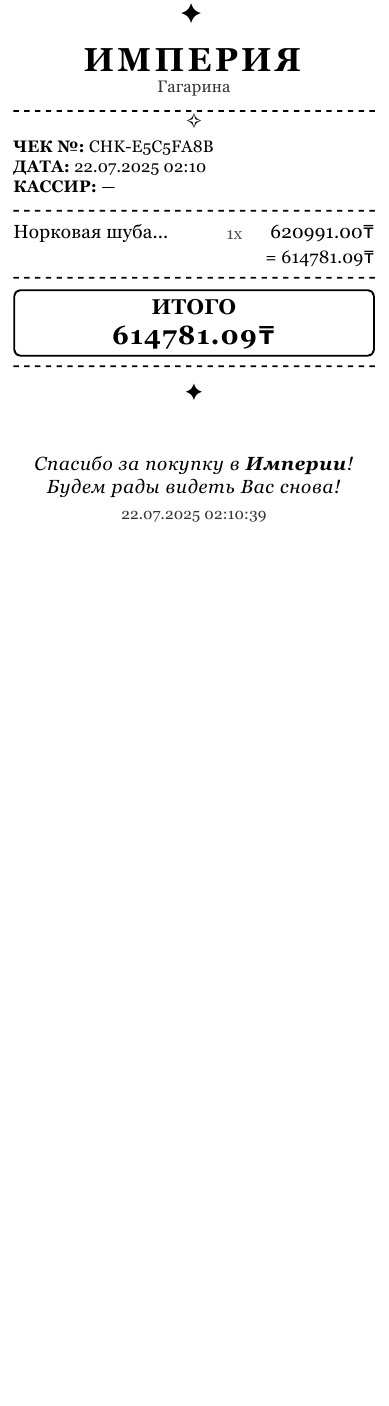 ИМПЕРИЯ
Гагарина
ЧЕК №: CHK-E5C5FA8B
ДАТА: 22.07.2025 02:10
КАССИР: —
Норковая шуба... 1x 620991.00₸
= 614781.09₸
ИТОГО
614781.09₸
Спасибо за покупку в Империи!
Будем рады видеть Вас снова!
22.07.2025 02:10:39